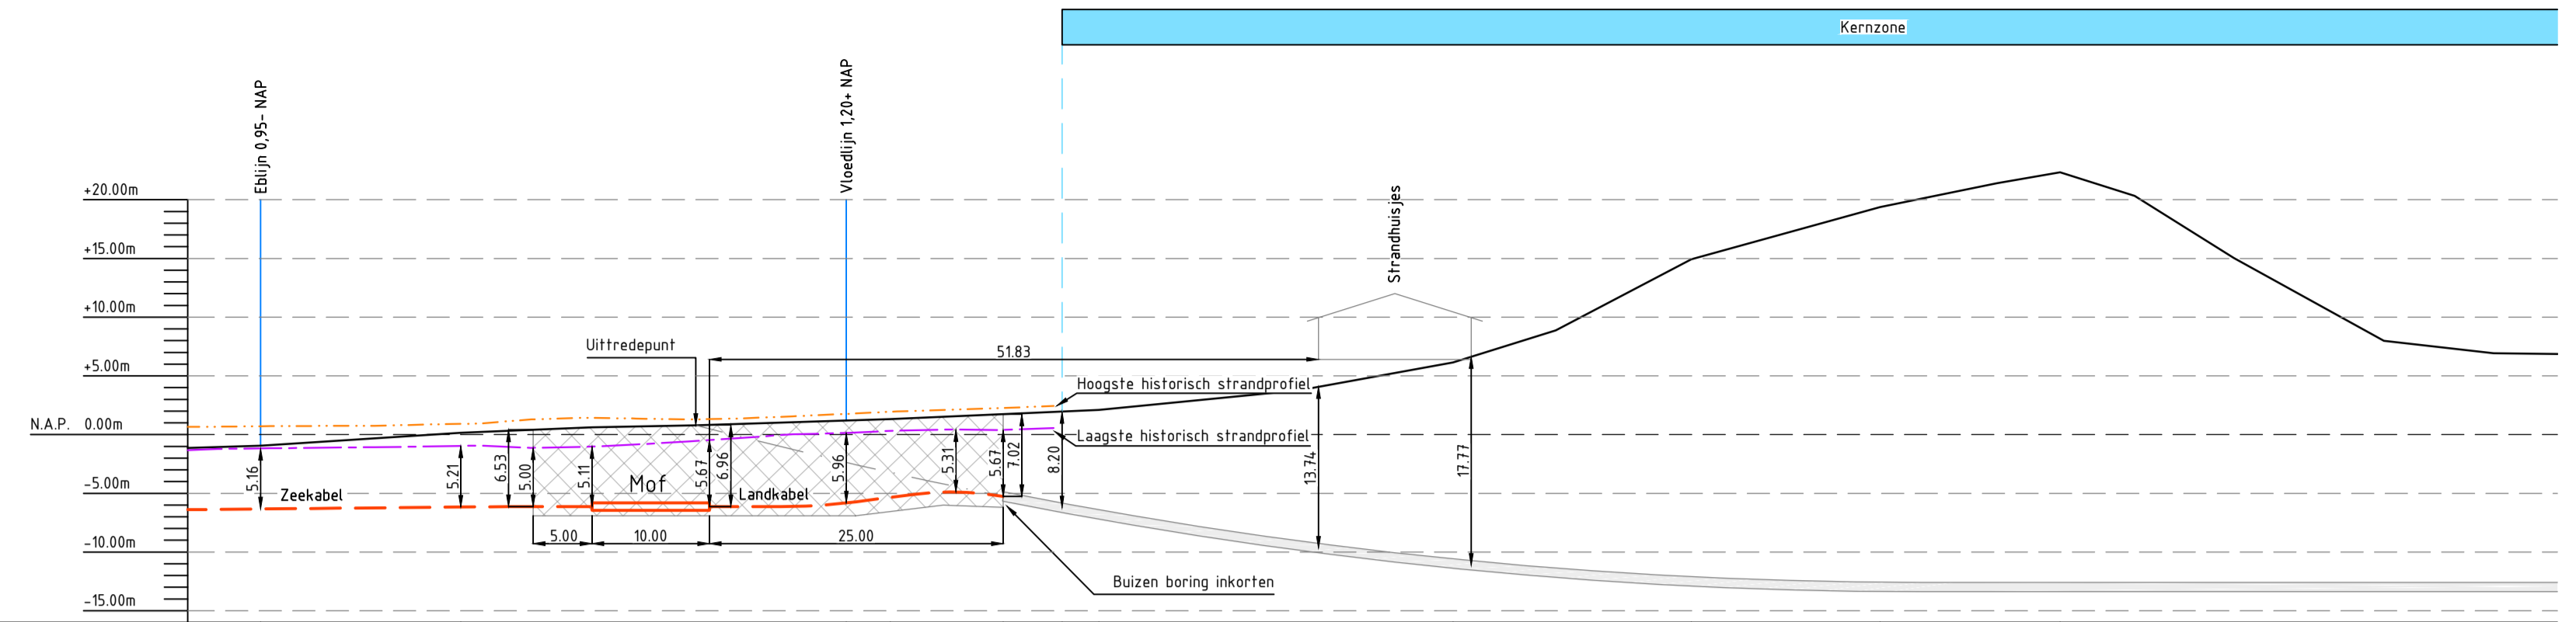 Kernzone
Eblijn 0,95- NAP
Vloedlijn 1,20+ NAP
Strandhuisjes
+20.00m
+15.00m
+10.00m
+5.00m
N.A.P. 0.00m
-5.00m
-10.00m
-15.00m
Uittredepunt
51.83
Hoogste historisch strandprofiel
Laagste historisch strandprofiel
5.16
Zeekabel
5.21
6.53
5.00
5.11
Mof
5.67
6.96
Landkabel
5.96
5.31
5.67
7.02
8.20
13.74
17.77
5.00
10.00
25.00
Buizen boring inkorten